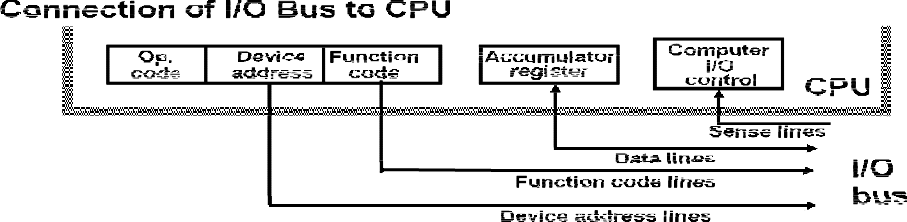 Connection of I/O Bus to CPU
Op. code
Device address
Function code
Accumulator register
Computer I/O control
CPU
Sense lines
Data lines
Function code lines
Device address lines
I/O bus